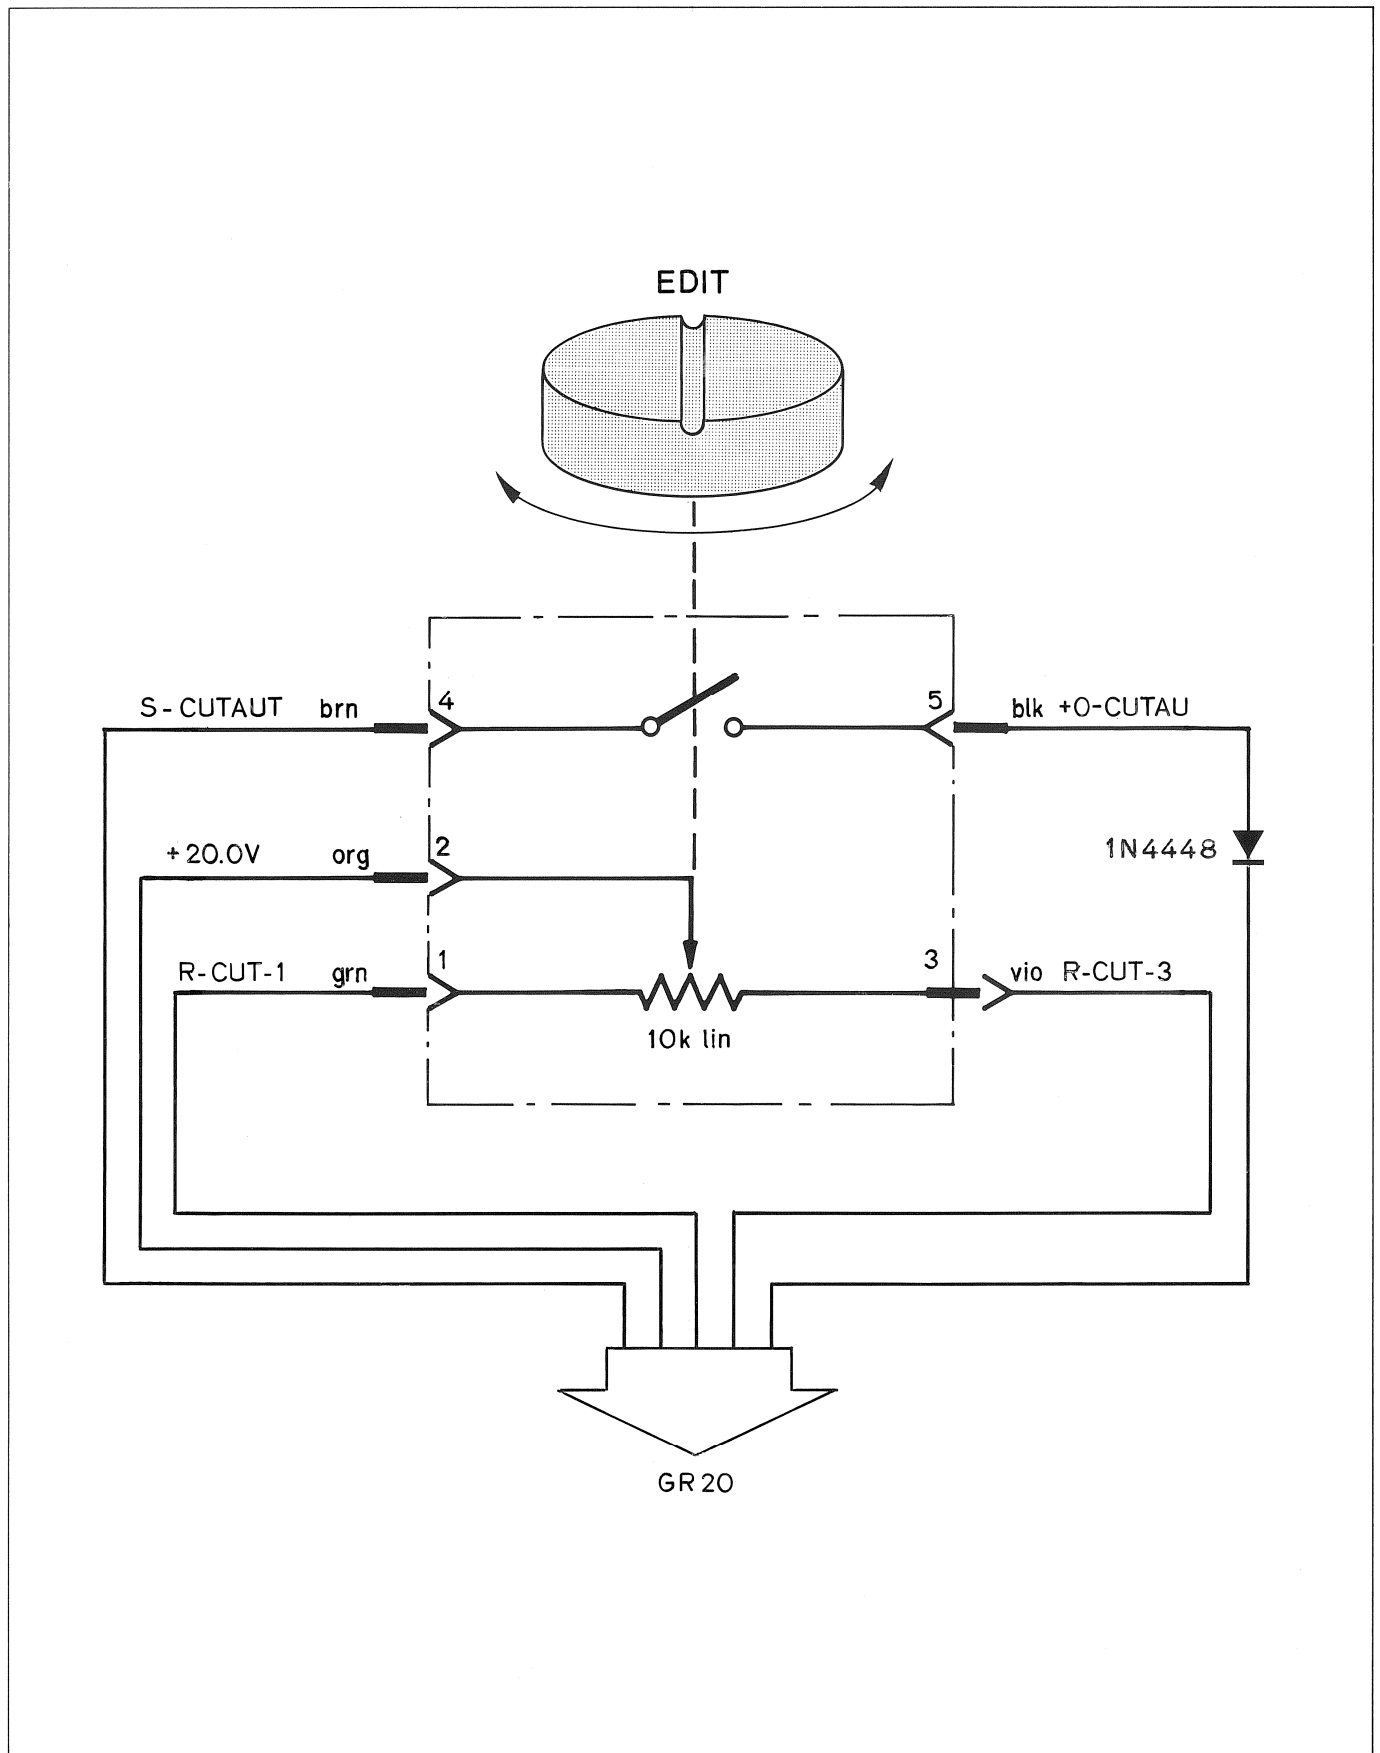 EDIT
S-CUTAUT brn 4 5 blk +O-CUTAU
+20.0V org 2 1N4448
R-CUT-1 grn 1 3 vio R-CUT-3
10k lin
GR20